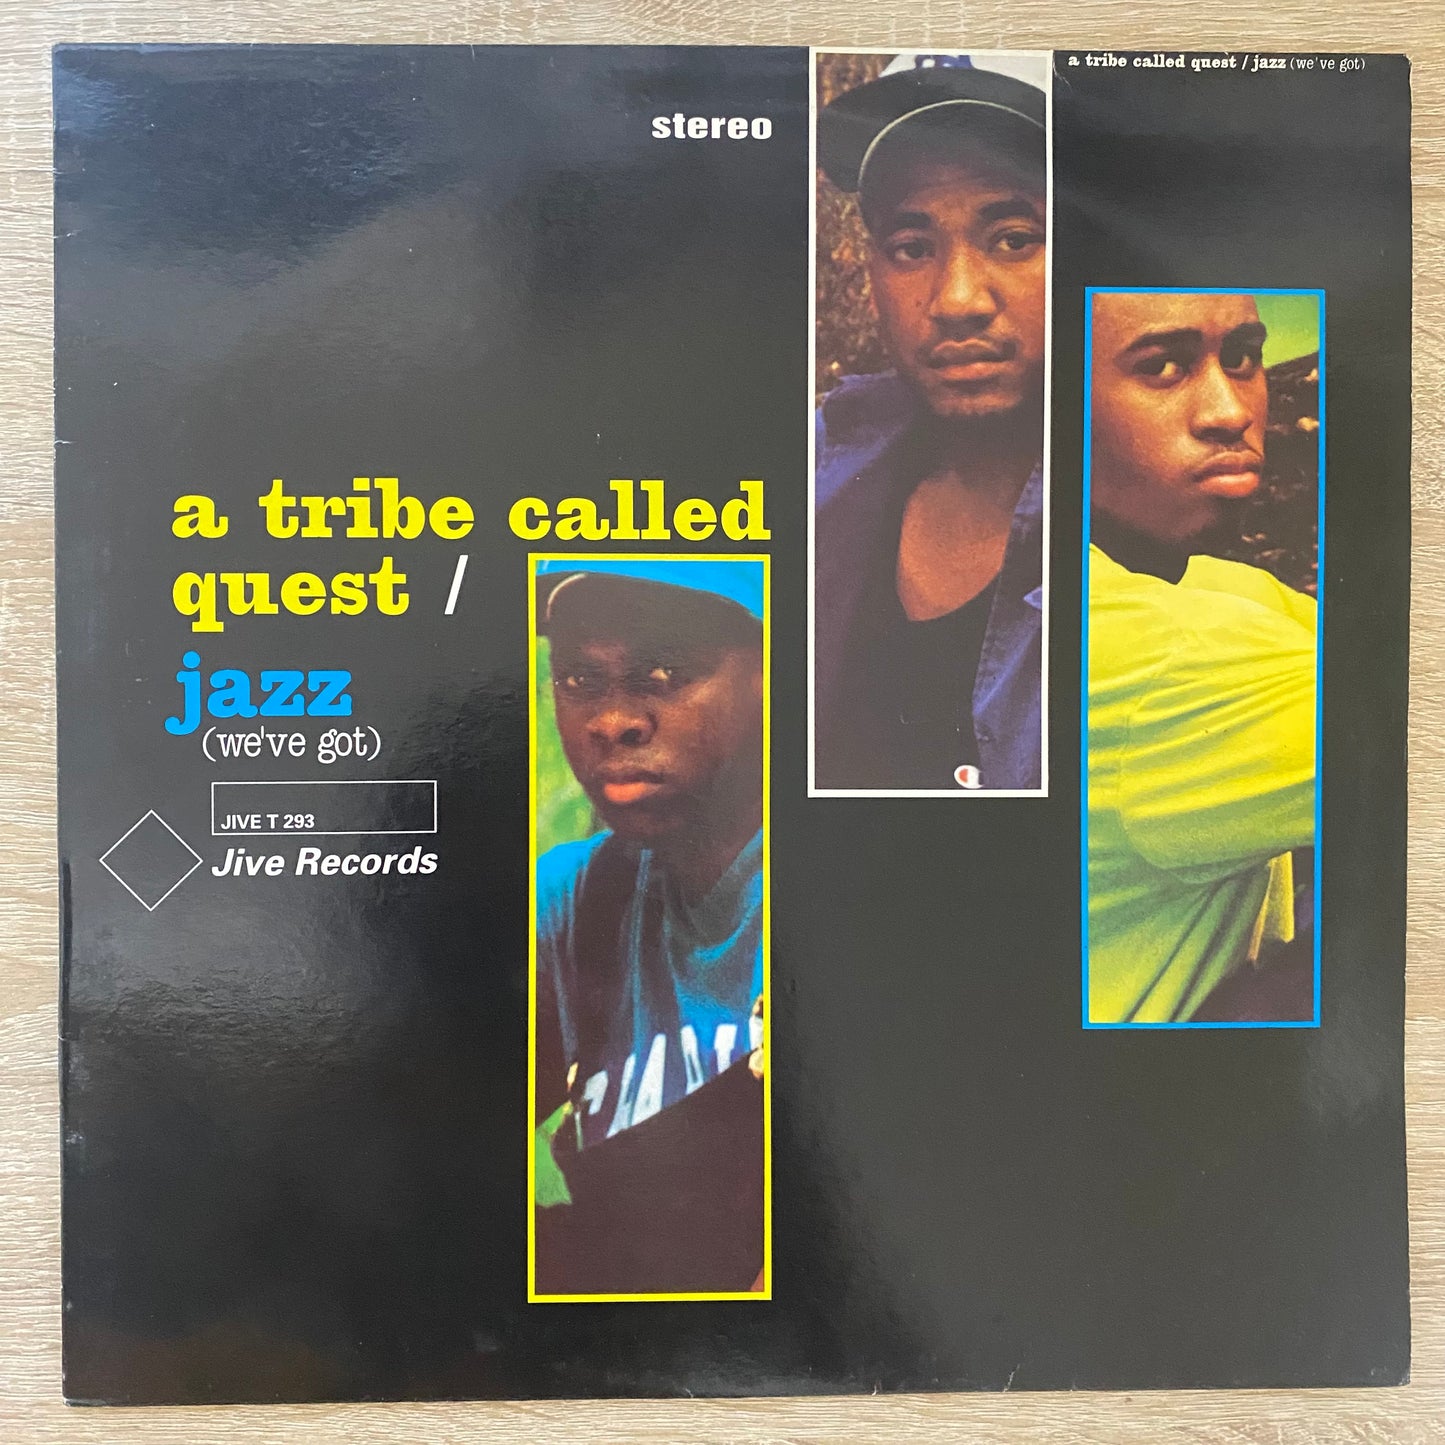 a tribe called quest / jazz (we've got)
stereo
a tribe called
quest /
jazz
(we've got)
JIVE T 293
Jive Records